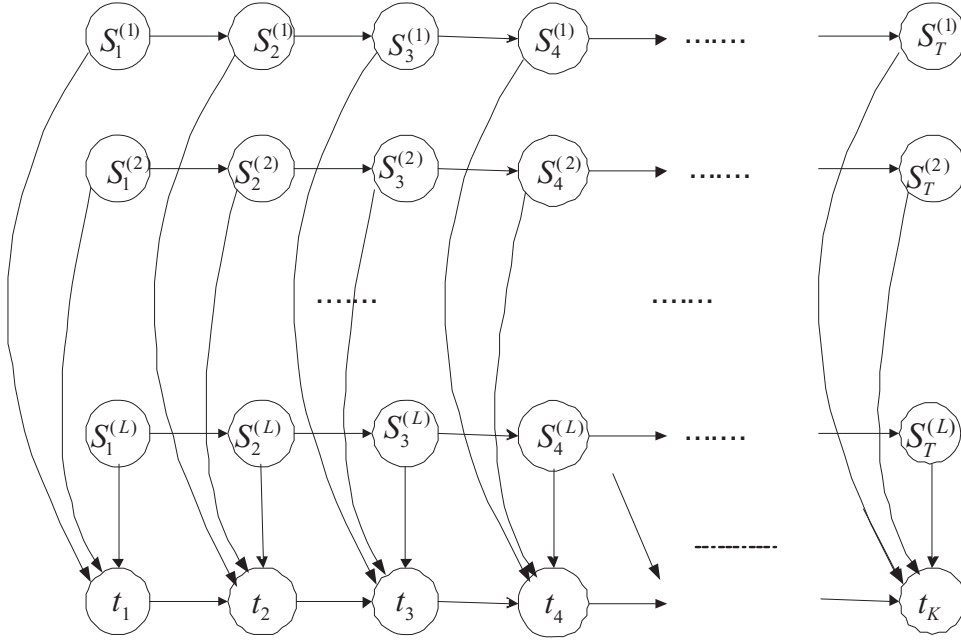 S_1^{(1)} S_2^{(1)} S_3^{(1)} S_4^{(1)} ....... S_T^{(1)}
S_1^{(2)} S_2^{(2)} S_3^{(2)} S_4^{(2)} ....... S_T^{(2)}
....... .......
S_1^{(L)} S_2^{(L)} S_3^{(L)} S_4^{(L)} ....... S_T^{(L)}
t_1 t_2 t_3 t_4 t_K